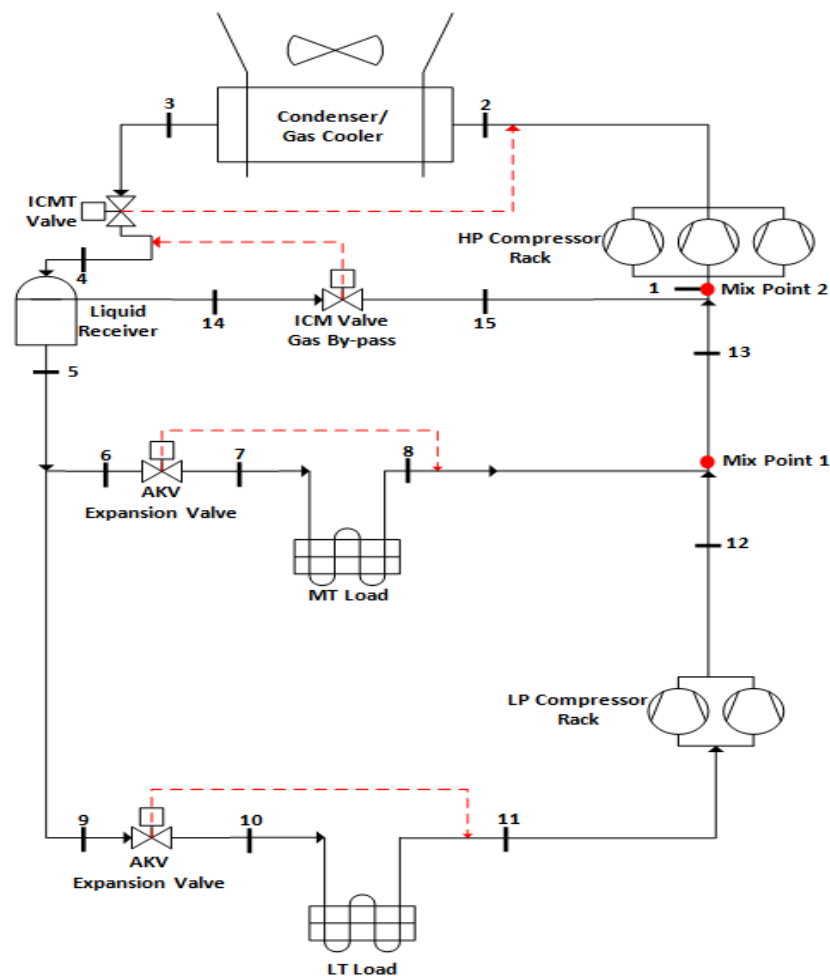 3
2
Condenser/
Gas Cooler
ICMT
Valve
HP Compressor
Rack
4
1
Mix Point 2
Liquid
Receiver
14
ICM Valve
Gas By-pass
15
13
5
6
7
8
Mix Point 1
AKV
Expansion Valve
12
MT Load
LP Compressor
Rack
9
10
11
AKV
Expansion Valve
LT Load